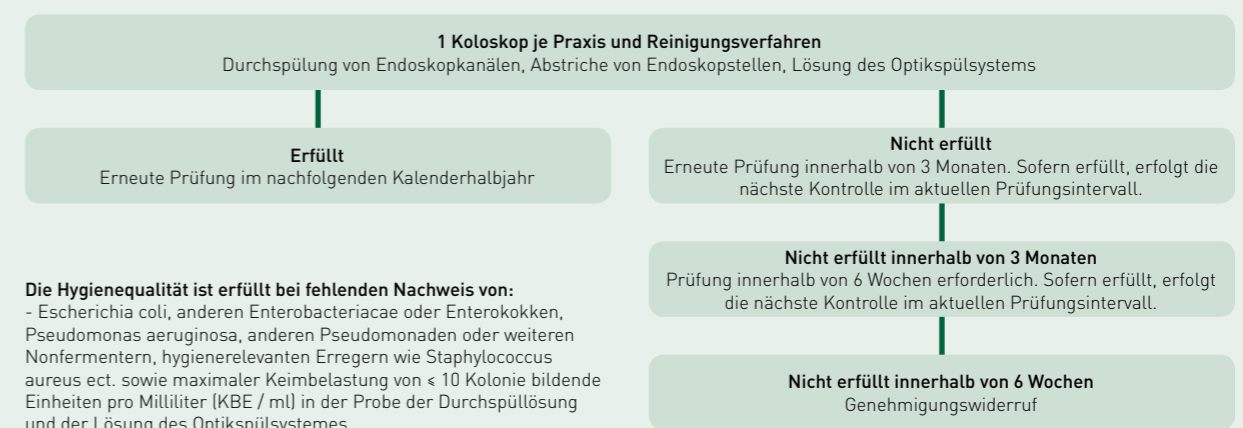 1 Koloskop je Praxis und Reinigungsverfahren
Durchspülung von Endoskopkanälen, Abstriche von Endoskopstellen, Lösung des Optikspülsystems
Erfüllt
Erneute Prüfung im nachfolgenden Kalenderhalbjahr
Nicht erfüllt
Erneute Prüfung innerhalb von 3 Monaten. Sofern erfüllt, erfolgt die
nächste Kontrolle im aktuellen Prüfungsintervall.
Nicht erfüllt innerhalb von 3 Monaten
Prüfung innerhalb von 6 Wochen erforderlich. Sofern erfüllt, erfolgt
die nächste Kontrolle im aktuellen Prüfungsintervall.
Nicht erfüllt innerhalb von 6 Wochen
Genehmigungswiderruf
Die Hygienequalität ist erfüllt bei fehlenden Nachweis von:
- Escherichia coli, anderen Enterobacteriacae oder Enterokokken,
Pseudomonas aeruginosa, anderen Pseudomonaden oder weiteren
Nonfermentern, hygienerelevanten Erregern wie Staphylococcus
aureus ect. sowie maximaler Keimbelastung von ≤ 10 Kolonie bildende
Einheiten pro Milliliter (KBE / ml) in der Probe der Durchspüllösung
und der Lösung des Optikspülsystemes